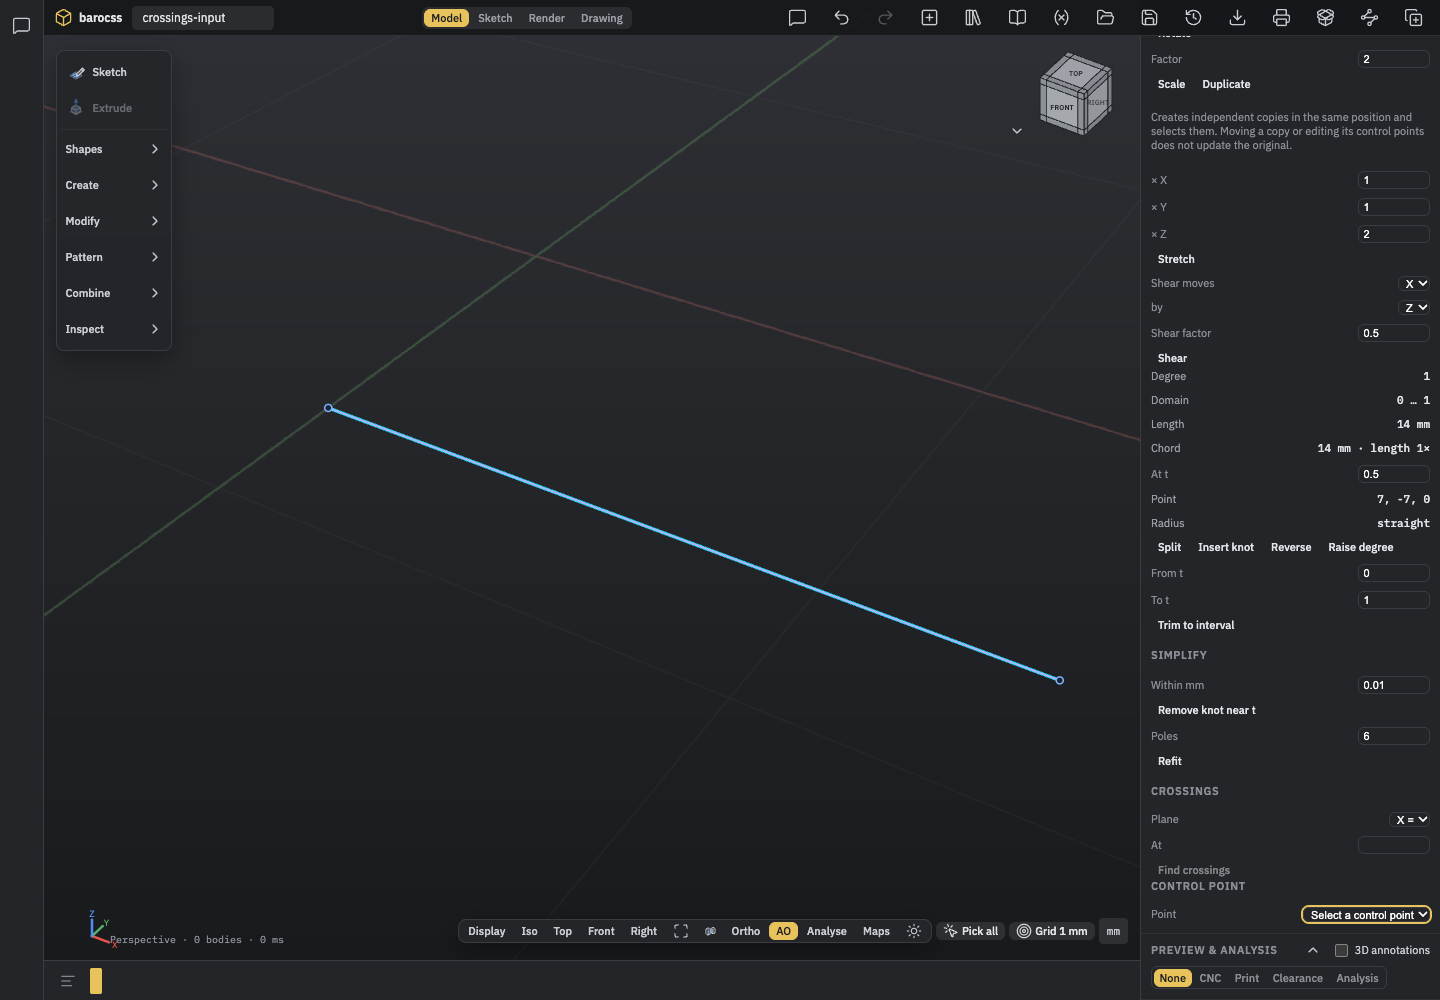 barocss
crossings-input
Model
Sketch
Render
Drawing
Sketch
Extrude
Shapes
Create
Modify
Pattern
Combine
Inspect
TOP
FRONT
RIGHT
Rotate
Factor
2
Scale
Duplicate
Creates independent copies in the same position and
selects them. Moving a copy or editing its control points
does not update the original.
× X
1
× Y
1
× Z
2
Stretch
Shear moves
X
by
Z
Shear factor
0.5
Shear
Degree
1
Domain
0 … 1
Length
14 mm
Chord
14 mm · length 1×
At t
0.5
Point
7, -7, 0
Radius
straight
Split
Insert knot
Reverse
Raise degree
From t
0
To t
1
Trim to interval
SIMPLIFY
Within mm
0.01
Remove knot near t
Poles
6
Refit
CROSSINGS
Plane
X =
At
Find crossings
CONTROL POINT
Point
Select a control point
PREVIEW & ANALYSIS
3D annotations
None
CNC
Print
Clearance
Analysis
Z
Y
X
Perspective · 0 bodies · 0 ms
Display
Iso
Top
Front
Right
Ortho
AO
Analyse
Maps
Pick all
Grid 1 mm
mm